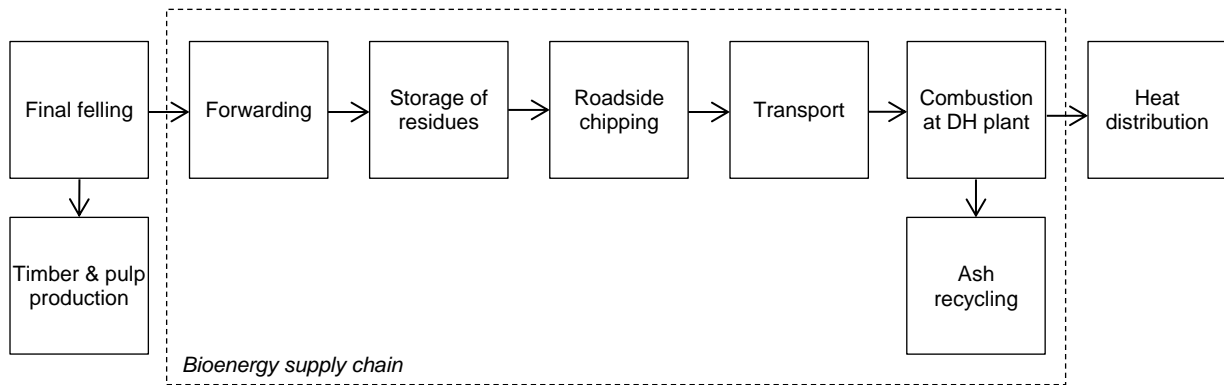 Final felling
Forwarding
Storage of
residues
Roadside
chipping
Transport
Combustion
at DH plant
Heat
distribution
Timber & pulp
production
Ash
recycling
Bioenergy supply chain